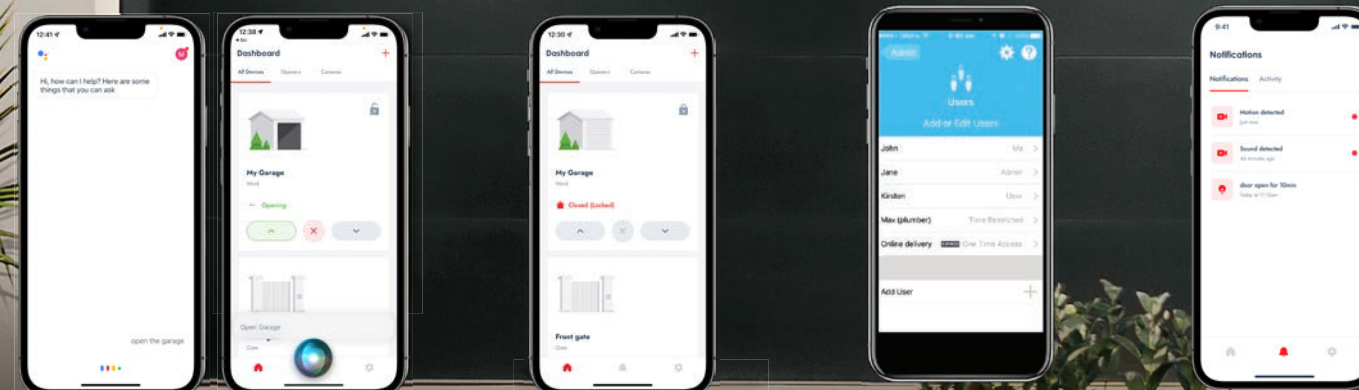 12:41
M
Hi, how can I help? Here are some
things that you can ask
open the garage
12:38
Dashboard
+
All Devices Openers Cameras
My Garage
Opening
Open Garage
12:30
Dashboard
+
All Devices Openers Cameras
My Garage
Closed (Locked)
Front gate
Admin
?
Users
Add or Edit Users
John Me
Jane Admin
Kirsten User
Max (plumber) Time Restricted
Online delivery One Time Access
Add User
9:41
Notifications
Notifications Activity
Motion detected
just now
Sound detected
door open for 10min